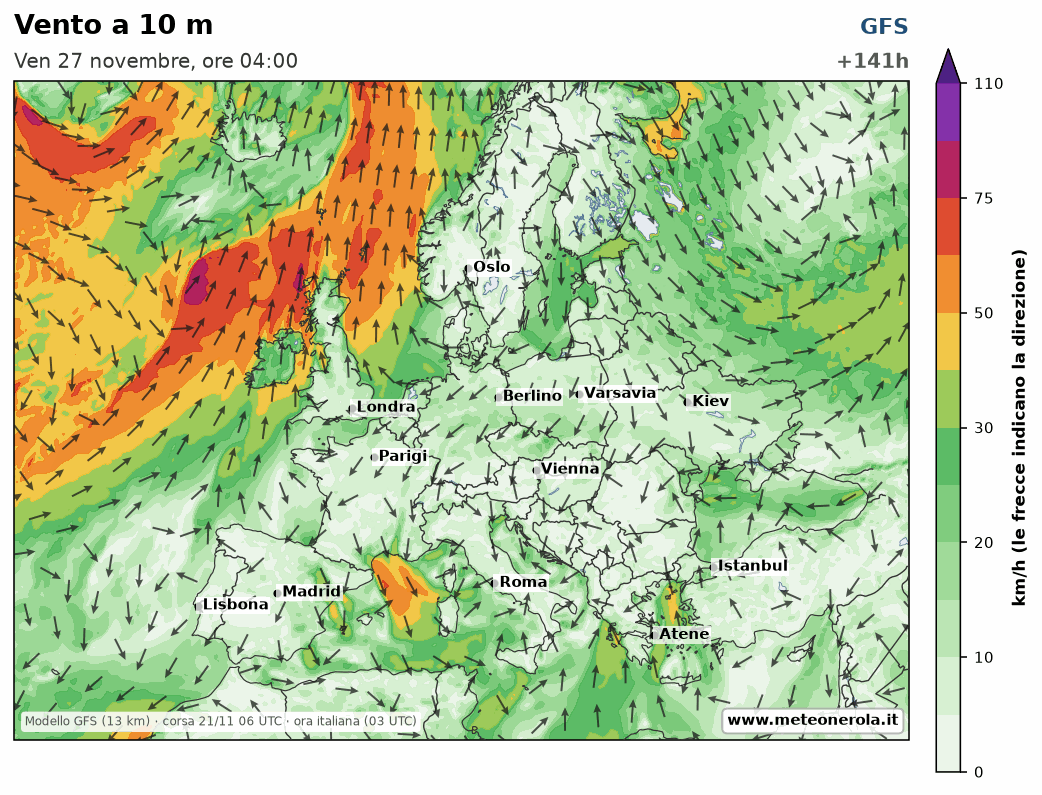 Vento a 10 m
GFS
Ven 27 novembre, ore 04:00
+141h
110
75
50
30
20
10
0
km/h (le frecce indicano la direzione)
Oslo
Londra
Berlino
Varsavia
Kiev
Parigi
Vienna
Istanbul
Roma
Madrid
Lisbona
Atene
Modello GFS (13 km) · corsa 21/11 06 UTC · ora italiana (03 UTC)
www.meteonerola.it